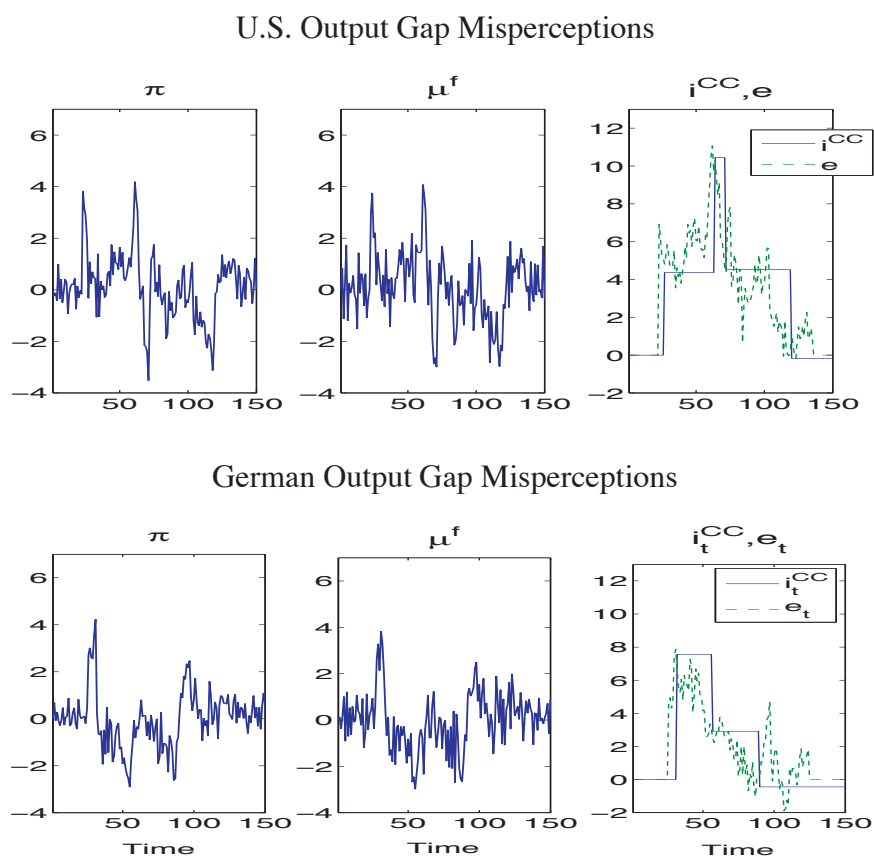 U.S. Output Gap Misperceptions
π
μ^f
i^CC,e
6
4
2
0
−2
−4
50 100 150
6
4
2
0
−2
−4
50 100 150
12
10
8
6
4
2
0
−2
50 100 150
i^CC
e
German Output Gap Misperceptions
π
μ^f
i_t^CC,e_t
6
4
2
0
−2
−4
50 100 150
Time
6
4
2
0
−2
−4
50 100 150
Time
12
10
8
6
4
2
0
−2
50 100 150
Time
i_t^CC
e_t